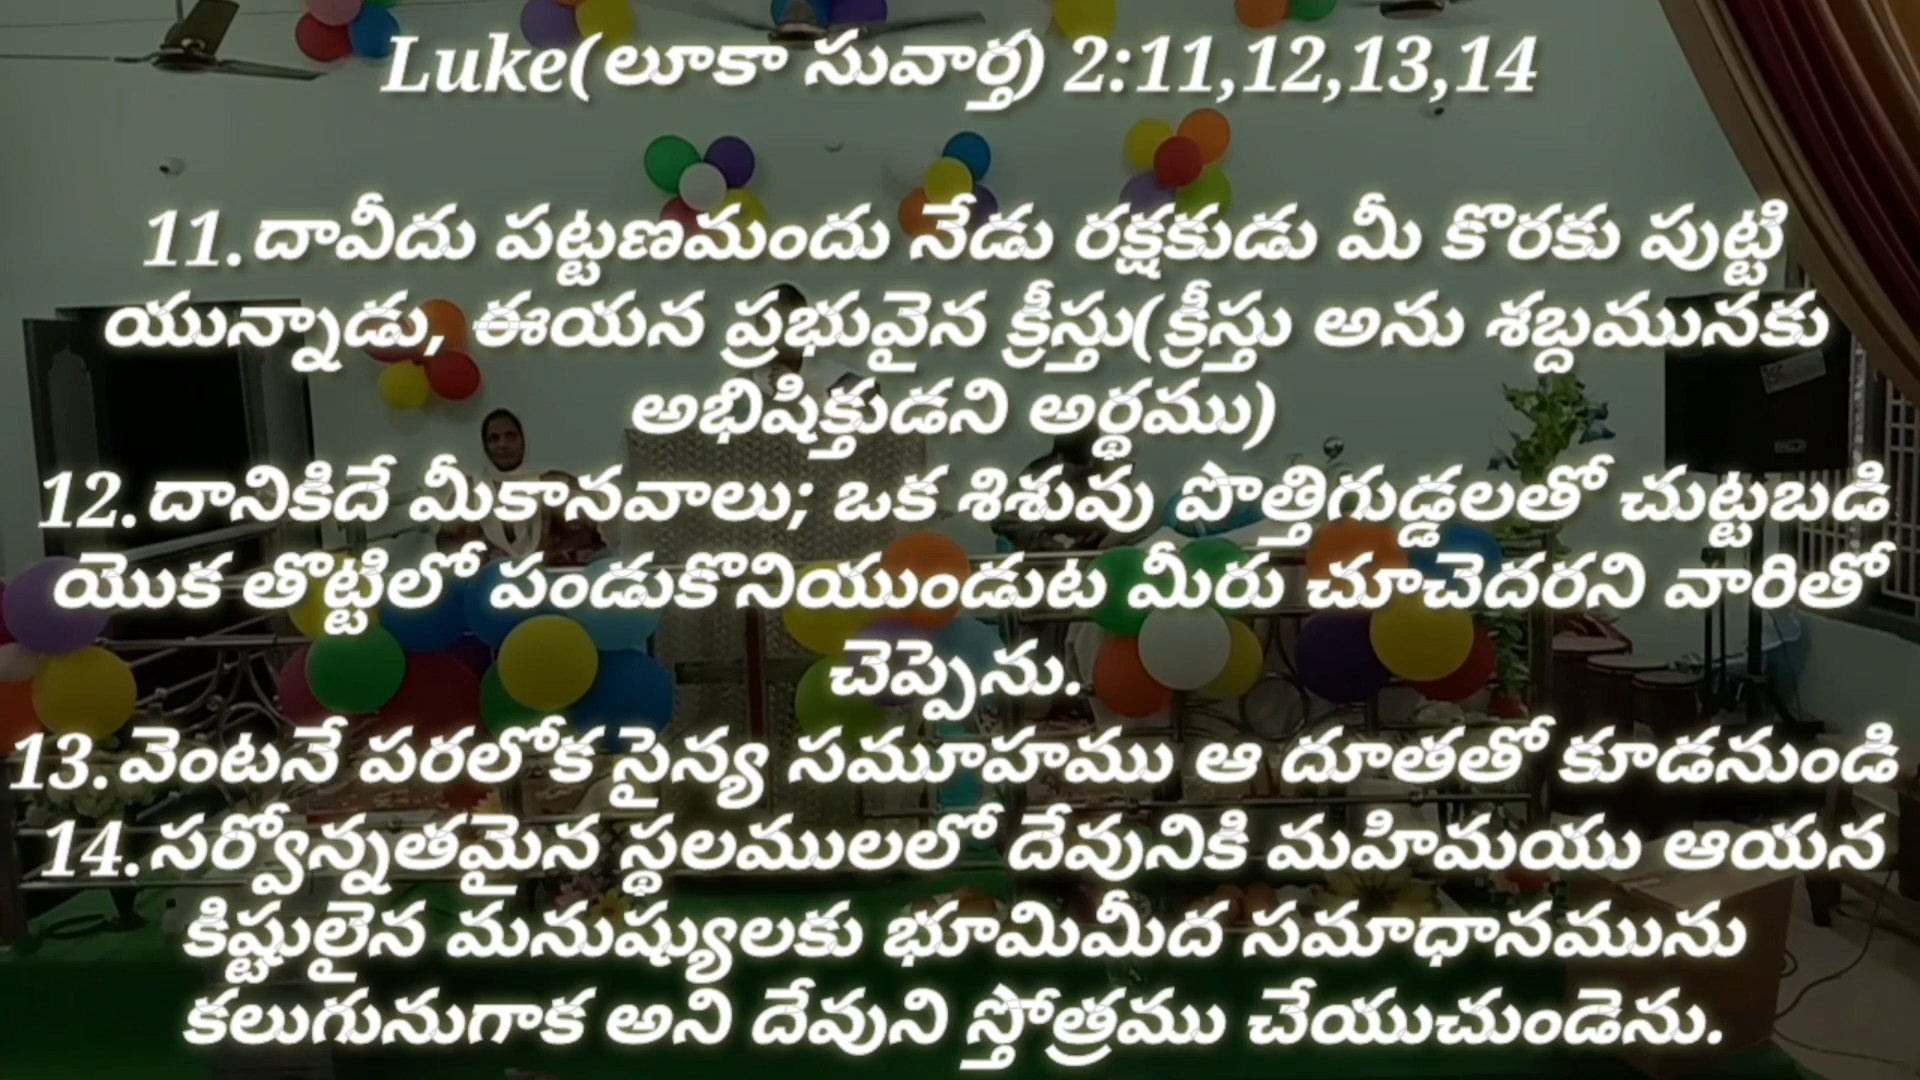 Luke(లూకా సువార్త) 2:11,12,13,14
11.దావీదు పట్టణమందు నేడు రక్షకుడు మీ కొరకు పుట్టి
యున్నాడు, ఈయన ప్రభువైన క్రీస్తు(క్రీస్తు అను శబ్దమునకు
అభిషిక్తుడని అర్థము)
12.దానికిదే మీకానవాలు; ఒక శిశువు పొత్తిగుడ్డలతో చుట్టబడి
యొక తొట్టిలో పండుకొనియుండుట మీరు చూచెదరని వారితో
చెప్పెను.
13.వెంటనే పరలోక సైన్య సమూహము ఆ దూతతో కూడనుండి
14.సర్వోన్నతమైన స్థలములలో దేవునికి మహిమయు ఆయన
కిష్టులైన మనుష్యులకు భూమిమీద సమాధానమును
కలుగునుగాక అని దేవుని స్తోత్రము చేయుచుండెను.